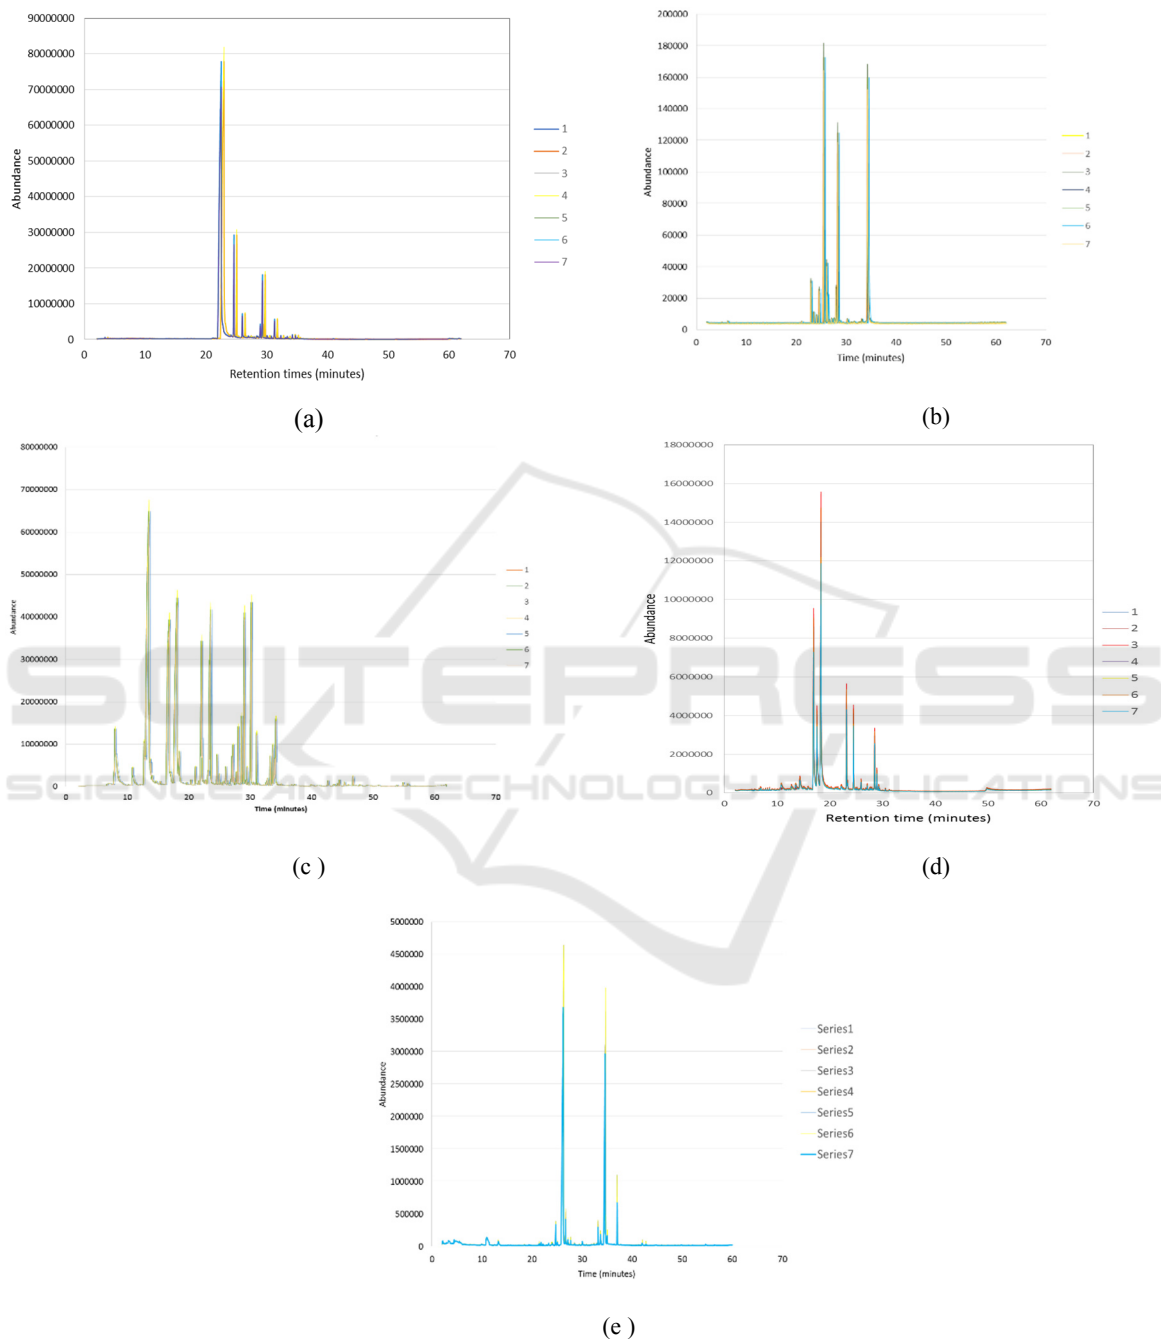 90000000
80000000
70000000
60000000
50000000
40000000
30000000
20000000
10000000
0
Abundance
0 10 20 30 40 50 60 70
Retention times (minutes)
1
2
3
4
5
6
7
(a)
200000
180000
160000
140000
120000
100000
80000
60000
40000
20000
0
Abundance
0 10 20 30 40 50 60 70
Time (minutes)
1
2
3
4
5
6
7
(b)
80000000
70000000
60000000
50000000
40000000
30000000
20000000
10000000
0
Abundance
0 10 20 30 40 50 60 70
Time (minutes)
1
2
3
4
5
6
7
(c )
18000000
16000000
14000000
12000000
10000000
8000000
6000000
4000000
2000000
0
Abundance
0 10 20 30 40 50 60 70
Retention time (minutes)
1
2
3
4
5
6
7
(d)
SCITEPRESS
SCIENCE AND TECHNOLOGY PUBLICATIONS
5000000
4500000
4000000
3500000
3000000
2500000
2000000
1500000
1000000
500000
0
Abundance
0 10 20 30 40 50 60 70
Time (minutes)
Series1
Series2
Series3
Series4
Series5
Series6
Series7
(e )